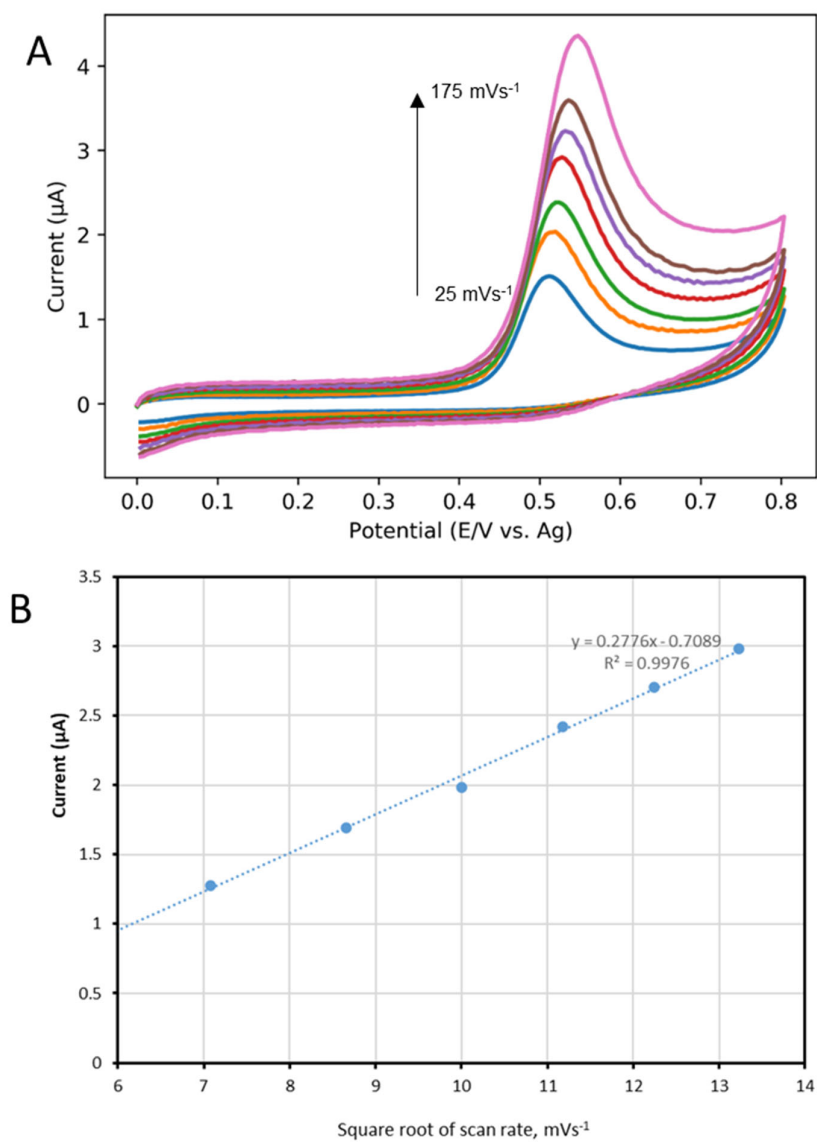 A
4
3
2
1
0
Current (µA)
175 mVs⁻¹
25 mVs⁻¹
0.0 0.1 0.2 0.3 0.4 0.5 0.6 0.7 0.8
Potential (E/V vs. Ag)
B
3.5
3
2.5
2
1.5
1
0.5
0
Current (µA)
y = 0.2776x - 0.7089
R² = 0.9976
6 7 8 9 10 11 12 13 14
Square root of scan rate, mVs⁻¹